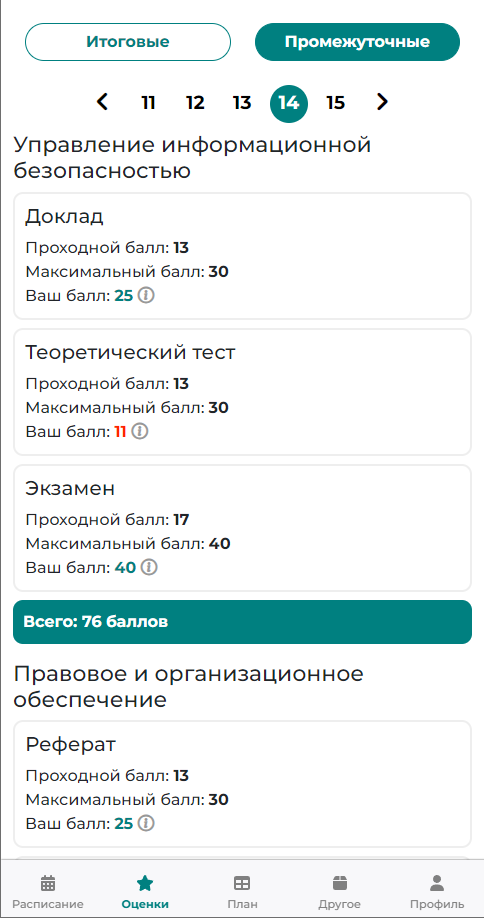 Итоговые
Промежуточные
11 12 13 14 15
Управление информационной
безопасностью
Доклад
Проходной балл: 13
Максимальный балл: 30
Ваш балл: 25
Теоретический тест
Проходной балл: 13
Максимальный балл: 30
Ваш балл: 11
Экзамен
Проходной балл: 17
Максимальный балл: 40
Ваш балл: 40
Всего: 76 баллов
Правовое и организационное
обеспечение
Реферат
Проходной балл: 13
Максимальный балл: 30
Ваш балл: 25
Расписание
Оценки
План
Другое
Профиль